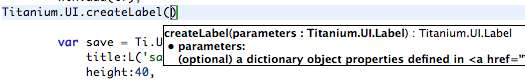 Titanium.UI.createLabel()
createLabel(parameters : Titanium.UI.Label) : Titanium.UI.Label
• parameters:
(optional) a dictionary object properties defined in <a href="
var save = Ti.U
title:L('sa
height:40,